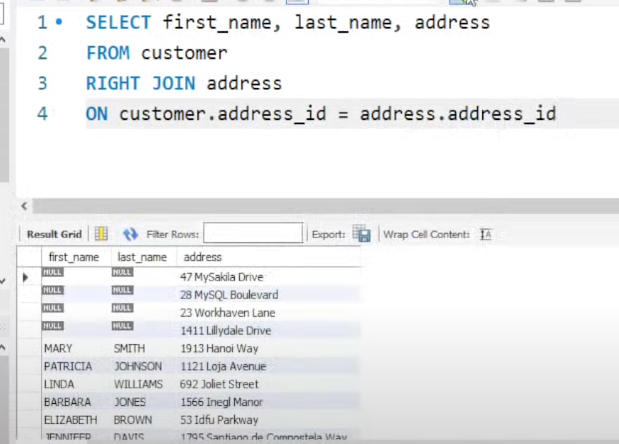 1 SELECT first_name, last_name, address
2 FROM customer
3 RIGHT JOIN address
4 ON customer.address_id = address.address_id
Result Grid Filter Rows: Export: Wrap Cell Content:
first_name last_name address
NULL NULL 47 MySakila Drive
NULL NULL 28 MySQL Boulevard
NULL NULL 23 Workhaven Lane
NULL NULL 1411 Lillydale Drive
MARY SMITH 1913 Hanoi Way
PATRICIA JOHNSON 1121 Loja Avenue
LINDA WILLIAMS 692 Joliet Street
BARBARA JONES 1566 Inegl Manor
ELIZABETH BROWN 53 Idfu Parkway
JENNIFER DAVIS 1795 Santiago de Compostela Way